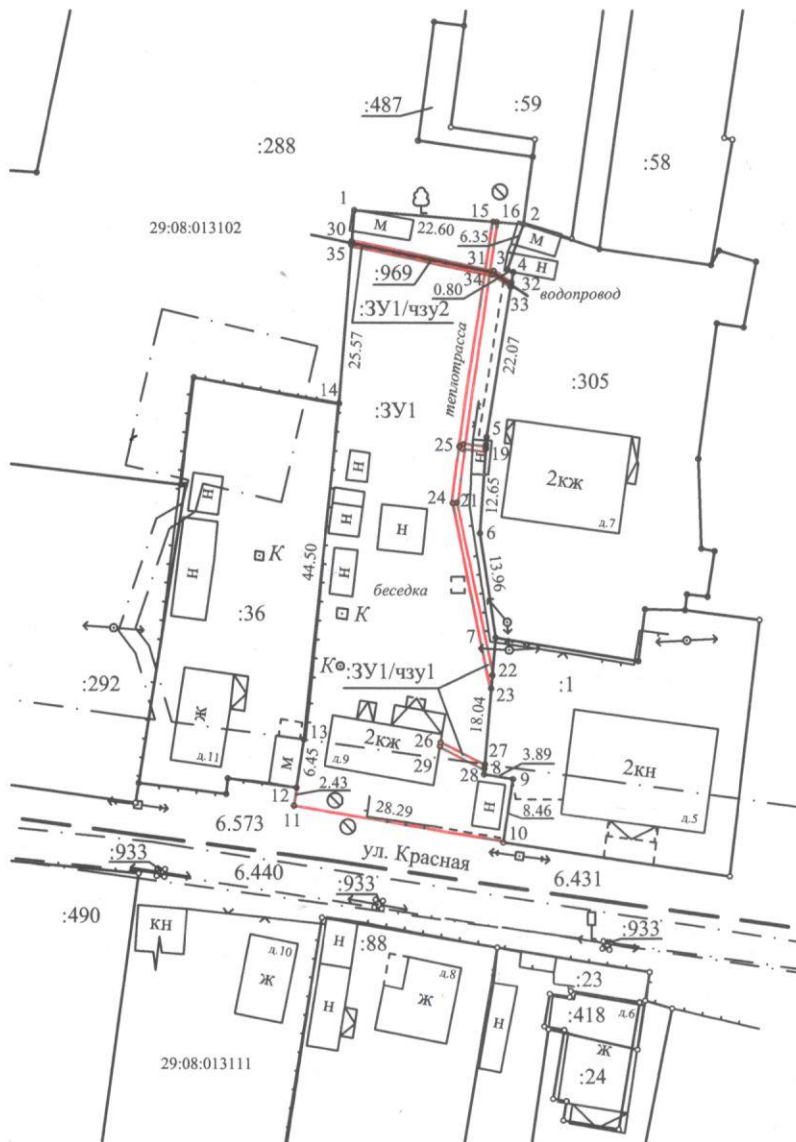 :487
:59
:288
:58
1
15
16
2
22.60
29:08:013102
30
м
6.35
м
35
31
3
4
н
:969
34
32
0.80
33
водопровод
:ЗУ1/чзу2
25.57
22.07
теплотрасса
:305
14
:ЗУ1
5
25
19
н
н
2кж
н
24
21
12.65
н
н
д.7
6
К
44.50
13.96
н
н
беседка
:36
К
7
К
:292
:ЗУ1/чзу1
22
:1
23
ж
18.04
13
2кж
26
27
2кн
д.11
м
6.45
д.9
29
8
3.89
28
9
12
2.43
н
8.46
д.5
11
28.29
10
6.573
ул. Красная
:933
6.440
:933
6.431
:490
кн
:88
:933
н
д.10
д.8
:23
ж
н
ж
н
:418
д.6
ж
:24
29:08:013111